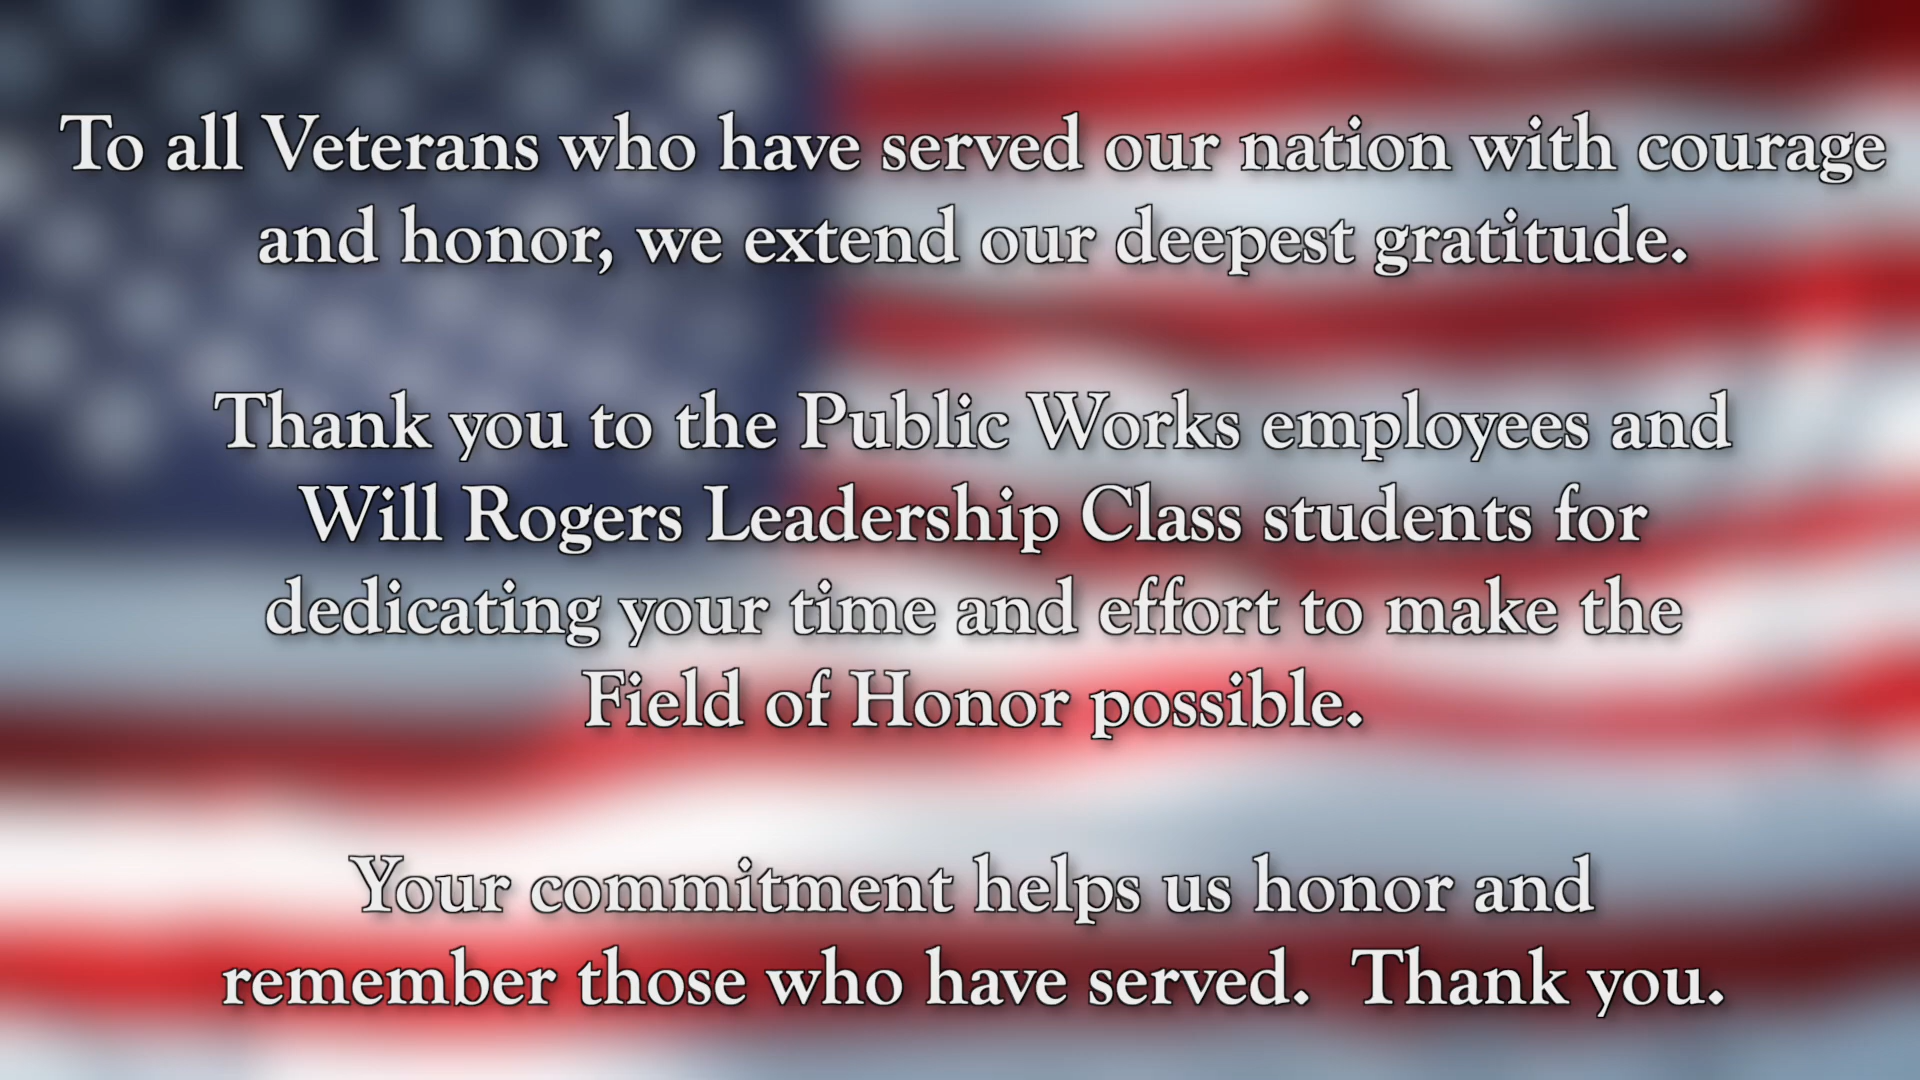 To all Veterans who have served our nation with courage
and honor, we extend our deepest gratitude.
Thank you to the Public Works employees and
Will Rogers Leadership Class students for
dedicating your time and effort to make the
Field of Honor possible.
Your commitment helps us honor and
remember those who have served.  Thank you.